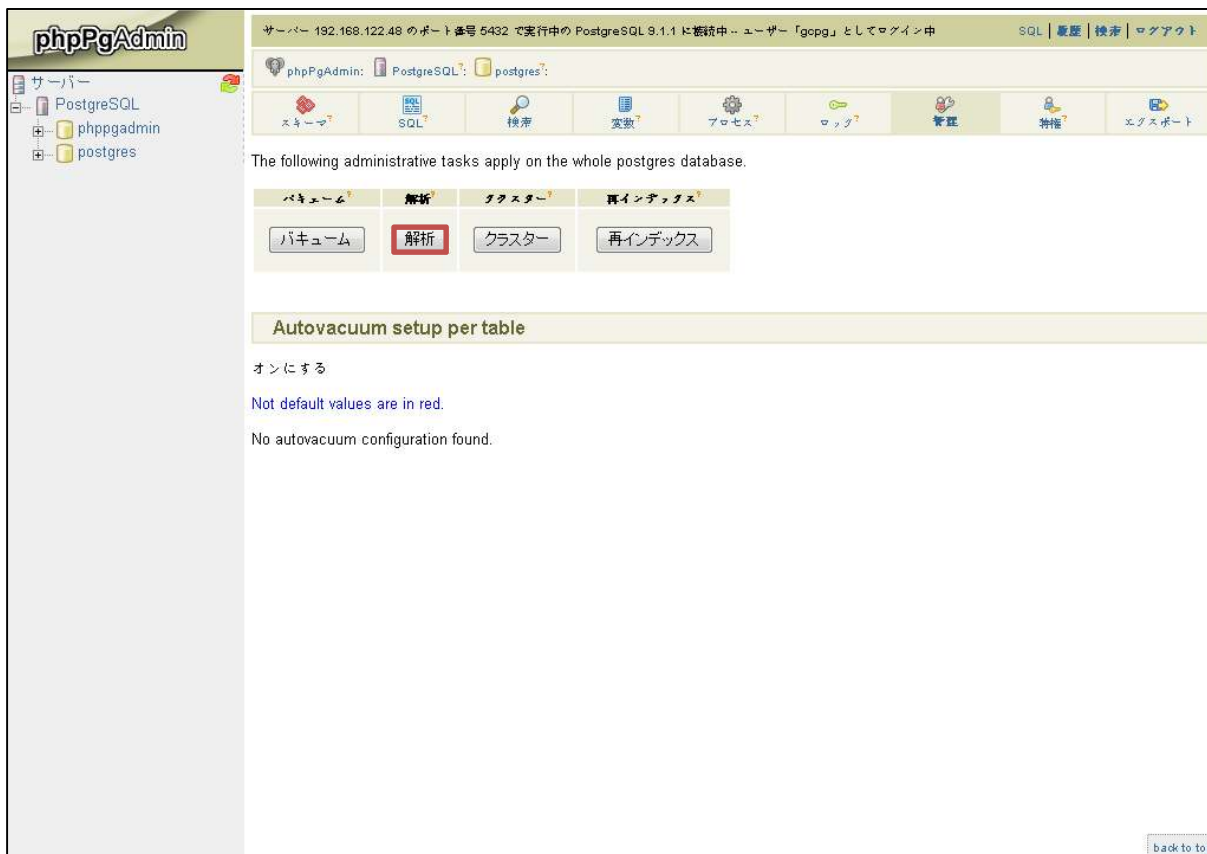 phpPgAdmin
サーバー
PostgreSQL
phppgadmin
postgres
サーバー 192.168.122.48 のポート番号 5432 で実行中の PostgreSQL 9.1.1 に接続中 -- ユーザー「gcpg」としてログイン中
SQL | 履歴 | 検索 | ログアウト
phpPgAdmin: PostgreSQL?: postgres?:
スキーマ? SQL? 検索 変数? プロセス? ロック? 管理 特権? エクスポート
The following administrative tasks apply on the whole postgres database.
バキューム? 解析? クラスター? 再インデックス?
バキューム 解析 クラスター 再インデックス
Autovacuum setup per table
オンにする
Not default values are in red.
No autovacuum configuration found.
back to to